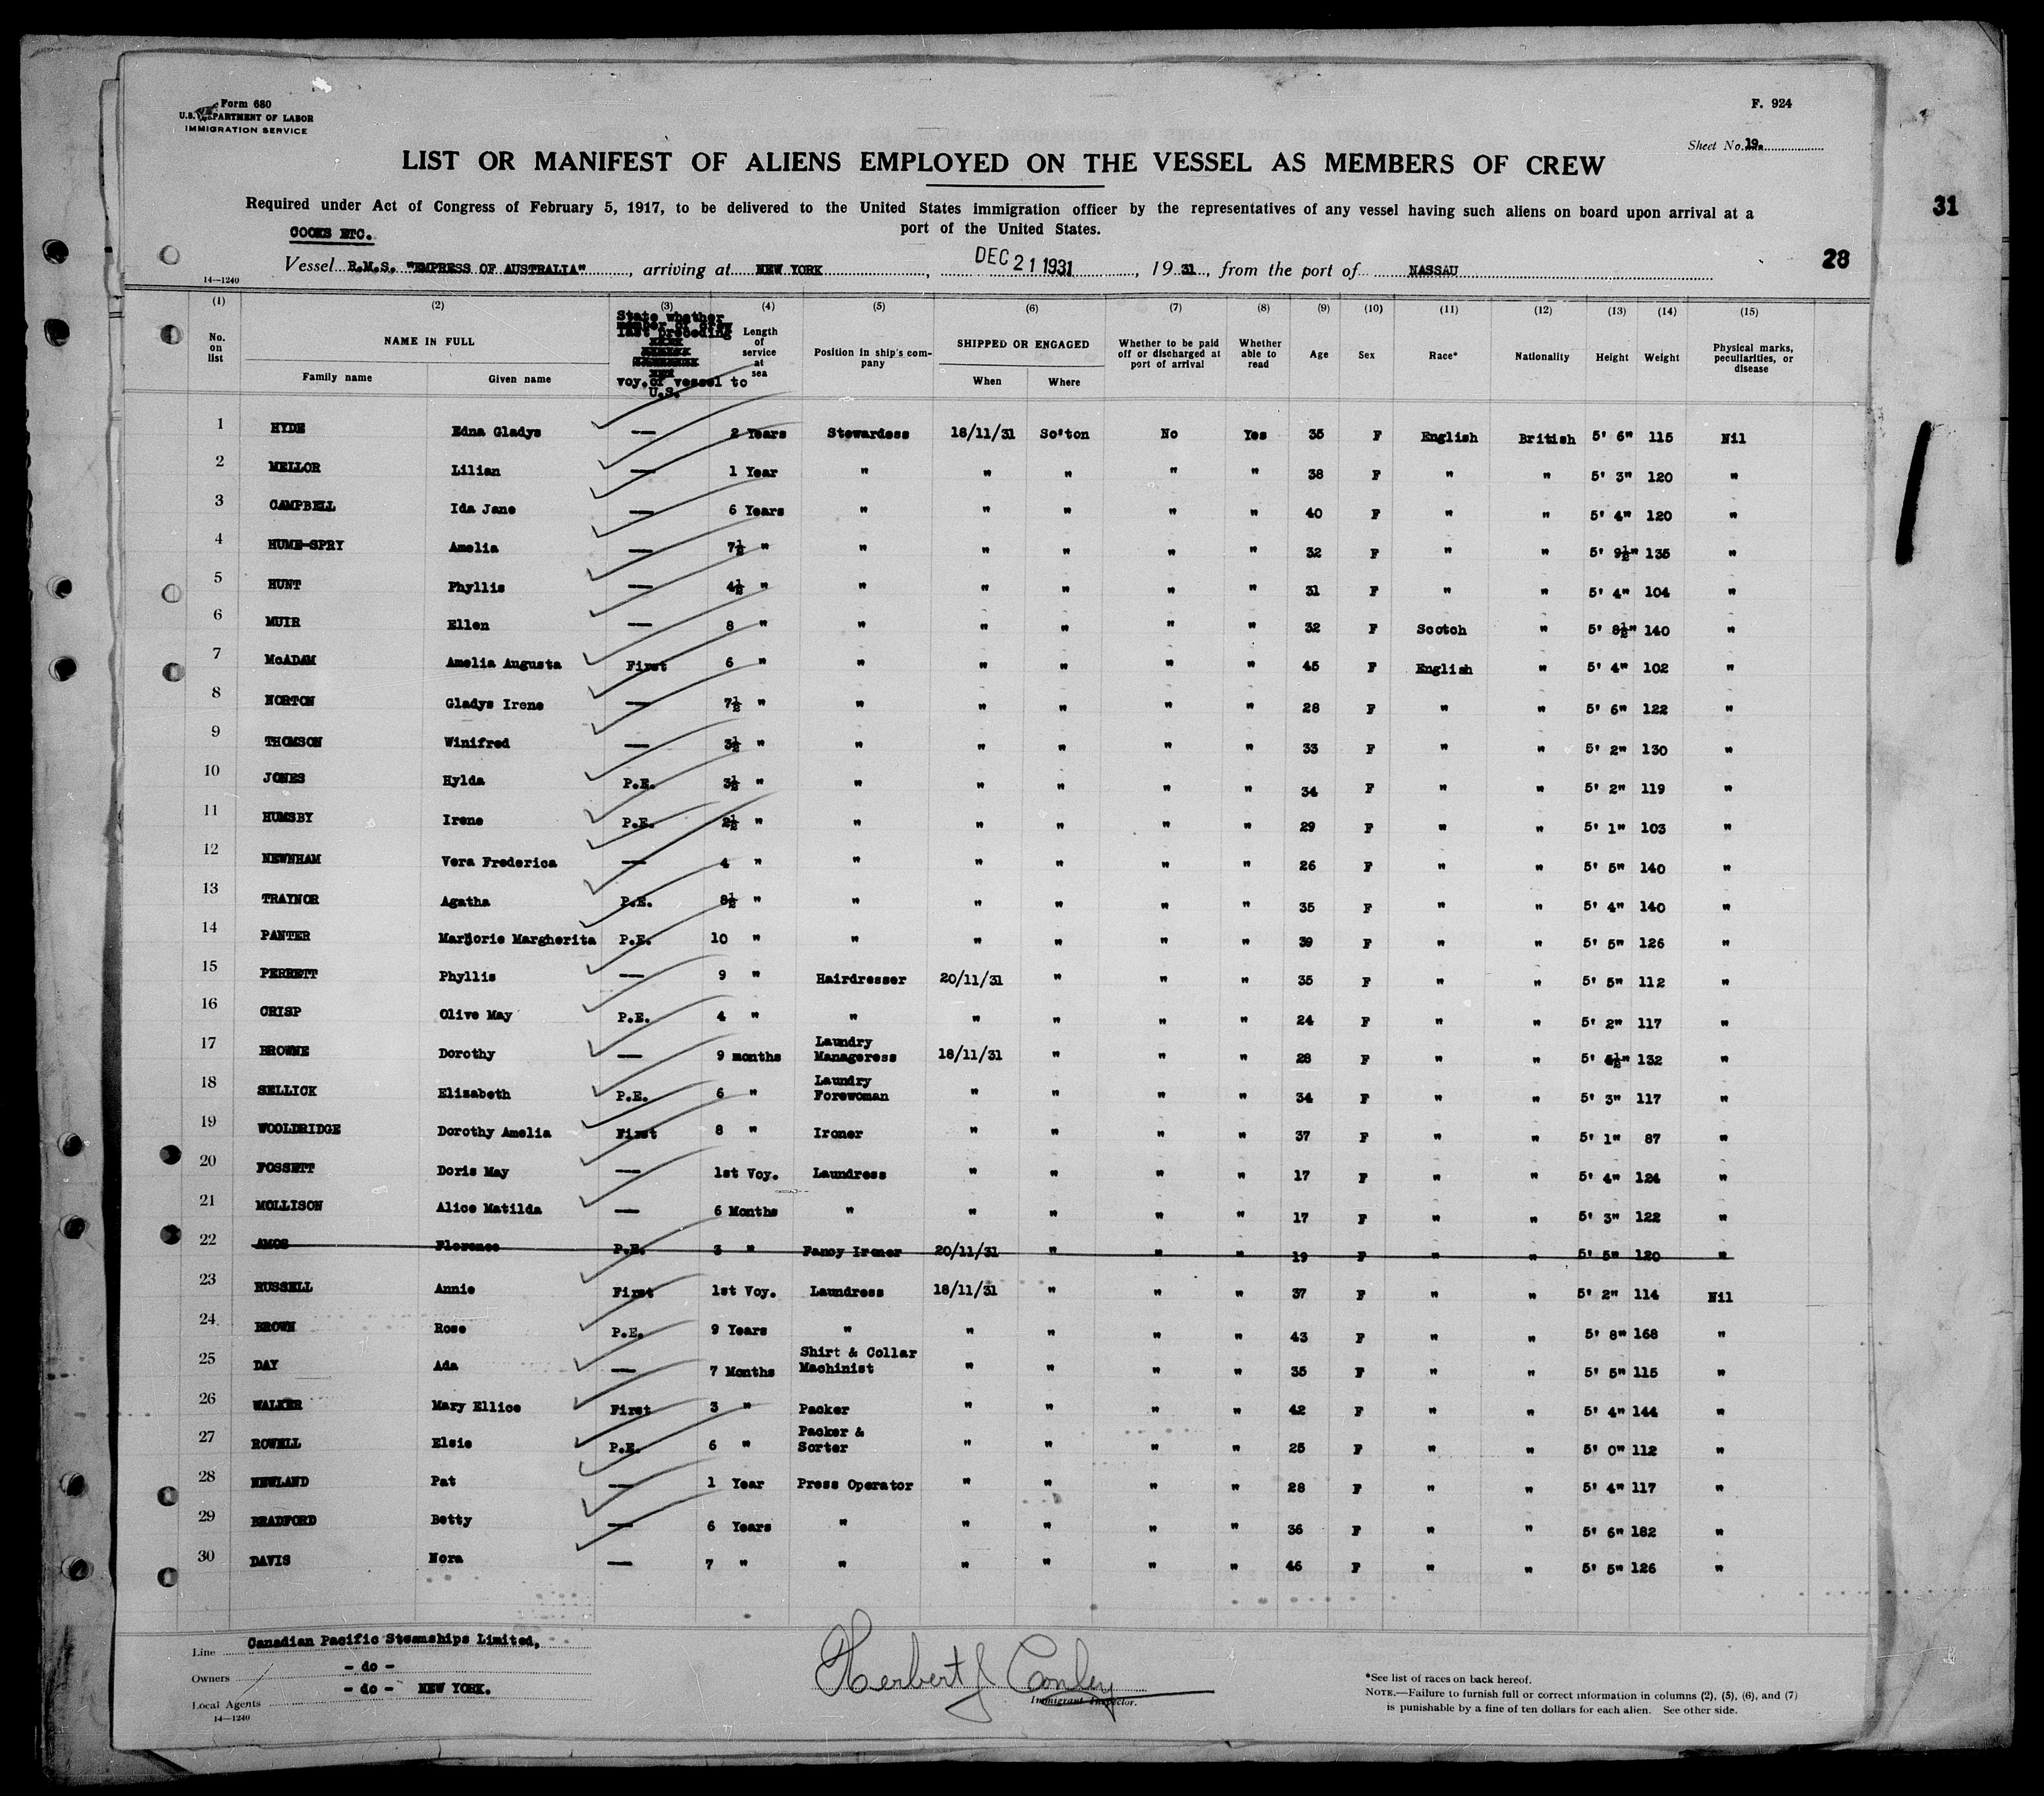 Form 680
U.S. DEPARTMENT OF LABOR
IMMIGRATION SERVICE
F. 924
Sheet No. 19.
LIST OR MANIFEST OF ALIENS EMPLOYED ON THE VESSEL AS MEMBERS OF CREW
31
Required under Act of Congress of February 5, 1917, to be delivered to the United States immigration officer by the representatives of any vessel having such aliens on board upon arrival at a
port of the United States.
COOKS ETC.
28
Vessel R.M.S. "EMPRESS OF AUSTRALIA", arriving at NEW YORK, DEC 21 1931, 19 31, from the port of NASSAU
14—1240
(1) (2) (3) (4) (5) (6) (7) (8) (9) (10) (11) (12) (13) (14) (15)
No. on list
NAME IN FULL
Family name Given name
State whether member of crew last preceding voy. of vessel to U.S.
Length of service at sea
Position in ship's company
SHIPPED OR ENGAGED
When Where
Whether to be paid off or discharged at port of arrival
Whether able to read
Age Sex Race* Nationality Height Weight
Physical marks, peculiarities, or disease
1 HYDE Edna Gladys — 2 Years Stewardess 18/11/31 So'ton No Yes 35 F English British 5' 6" 115 Nil
2 MELLOR Lilian — 1 Year " " " " " 38 F " " 5' 3" 120 "
3 CAMPBELL Ida Jane — 6 Years " " " " " 40 F " " 5' 4" 120 "
4 HUME-SPRY Amelia — 7½ " " " " " " 32 F " " 5' 9½" 135 "
5 HUNT Phyllis — 4½ " " " " " " 31 F " " 5' 4" 104 "
6 MUIR Ellen — 8 " " " " " " 32 F Scotch " 5' 8½" 140 "
7 McADAM Amelia Augusta First 6 " " " " " " 45 F English " 5' 4" 102 "
8 NORTON Gladys Irene — 7½ " " " " " " 28 F " " 5' 6" 122 "
9 THOMSON Winifred — 3½ " " " " " " 33 F " " 5' 2" 130 "
10 JONES Hylda P.E. 3½ " " " " " " 34 F " " 5' 2" 119 "
11 HUMSBY Irene P.E. 2½ " " " " " " 29 F " " 5' 1" 103 "
12 NEWNHAM Vera Frederica — 4 " " " " " " 26 F " " 5' 5" 140 "
13 TRAYNOR Agatha P.E. 8½ " " " " " " 35 F " " 5' 4" 140 "
14 PANTER Marjorie Margherita P.E. 10 " " " " " " 39 F " " 5' 5" 126 "
15 PERRETT Phyllis — 9 " Hairdresser 20/11/31 " " " 35 F " " 5' 5" 112 "
16 CRISP Olive May P.E. 4 " " " " " " 24 F " " 5' 2" 117 "
17 BROWNE Dorothy — 9 months Laundry Manageress 18/11/31 " " " 28 F " " 5' ½" 132 "
18 SELLICK Elizabeth P.E. 6 " Laundry Forewoman " " " " 34 F " " 5' 3" 117 "
19 WOOLDRIDGE Dorothy Amelia First 8 " Ironer " " " " 37 F " " 5' 1" 87 "
20 FOSSETT Doris May — 1st Voy. Laundress " " " " 17 F " " 5' 4" 124 "
21 MOLLISON Alice Matilda — 6 Months " " " " " 17 F " " 5' 3" 122 "
22 AMOS Florence P.E. 3 " Fancy Ironer 20/11/31 " " " 19 F " " 5' 5" 120 "
23 RUSSELL Annie First 1st Voy. Laundress 18/11/31 " " " 37 F " " 5' 2" 114 Nil
24 BROWN Rose P.E. 9 Years " " " " " 43 F " " 5' 8" 168 "
25 DAY Ada — 7 Months Shirt & Collar Machinist " " " " 35 F " " 5' 5" 115 "
26 WALKER Mary Ellice First 3 " Packer " " " " 42 F " " 5' 4" 144 "
27 ROWELL Elsie P.E. 6 " Packer & Sorter " " " " 25 F " " 5' 0" 112 "
28 NEWLAND Pat — 1 Year Press Operator " " " " 28 F " " 5' 4" 117 "
29 BRADFORD Betty — 6 Years " " " " " 36 F " " 5' 6" 182 "
30 DAVIS Nora — 7 " " " " " " 46 F " " 5' 5" 126 "
Line Canadian Pacific Steamships Limited,
Owners - do -
Local Agents - do - NEW YORK.
14—1240
Herbert J Conley
Immigrant Inspector.
*See list of races on back hereof.
NOTE.—Failure to furnish full or correct information in columns (2), (5), (6), and (7)
is punishable by a fine of ten dollars for each alien. See other side.